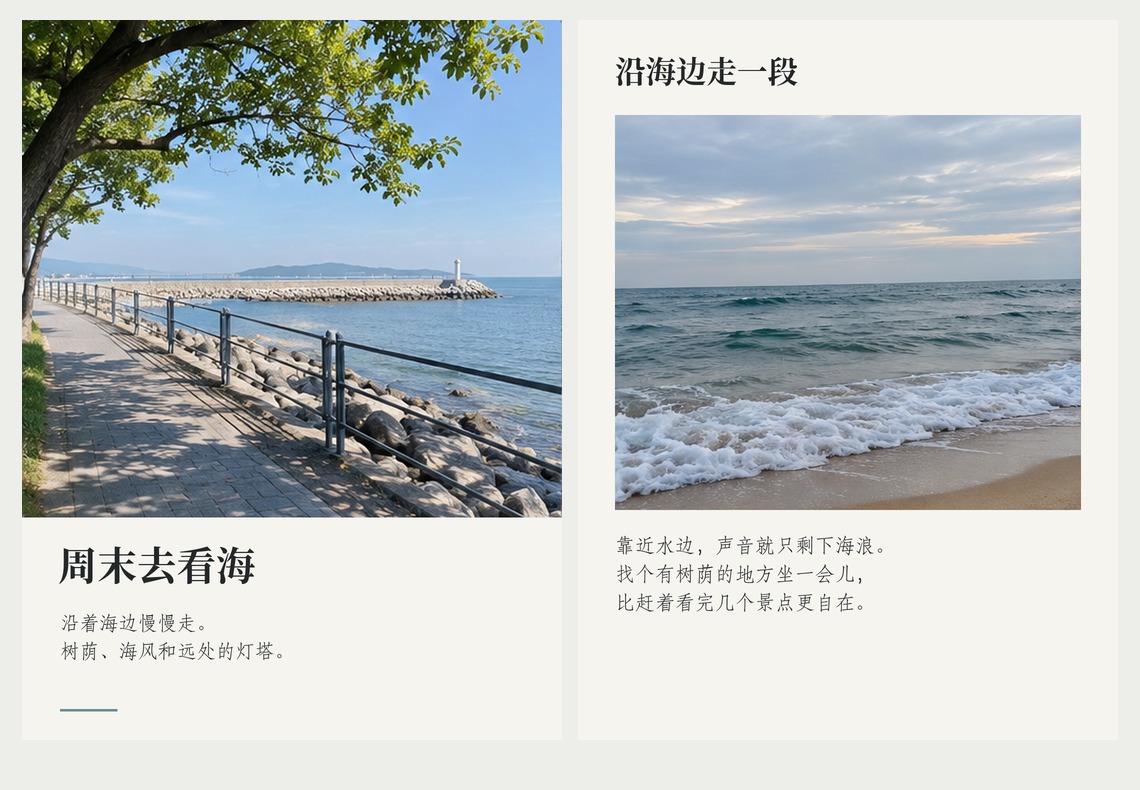 周末去看海
沿着海边慢慢走。
树荫、海风和远处的灯塔。
沿海边走一段
靠近水边，声音就只剩下海浪。
找个有树荫的地方坐一会儿，
比赶着看完几个景点更自在。